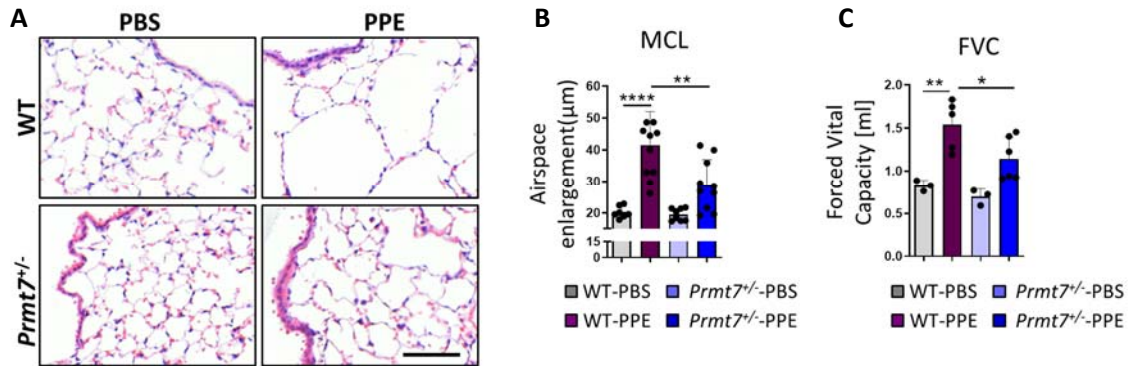 A
PBS
PPE
WT
Prmt7+/-
B
MCL
Airspace
enlargement(μm)
60
50
40
30
20
15
0
****
**
WT-PBS
Prmt7+/--PBS
WT-PPE
Prmt7+/--PPE
C
FVC
Forced Vital
Capacity [ml]
2.0
1.5
1.0
0.5
0.0
**
*
WT-PBS
Prmt7+/--PBS
WT-PPE
Prmt7+/--PPE